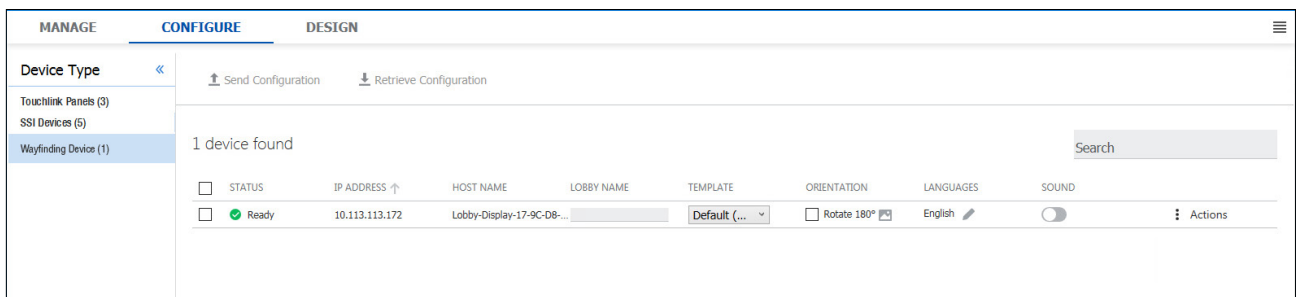 MANAGE CONFIGURE DESIGN
Device Type «
Send Configuration Retrieve Configuration
Touchlink Panels (3)
SSI Devices (5)
Wayfinding Device (1)
1 device found
Search
STATUS IP ADDRESS HOST NAME LOBBY NAME TEMPLATE ORIENTATION LANGUAGES SOUND
Ready 10.113.113.172 Lobby-Display-17-9C-D8-... Default (... Rotate 180° English Actions